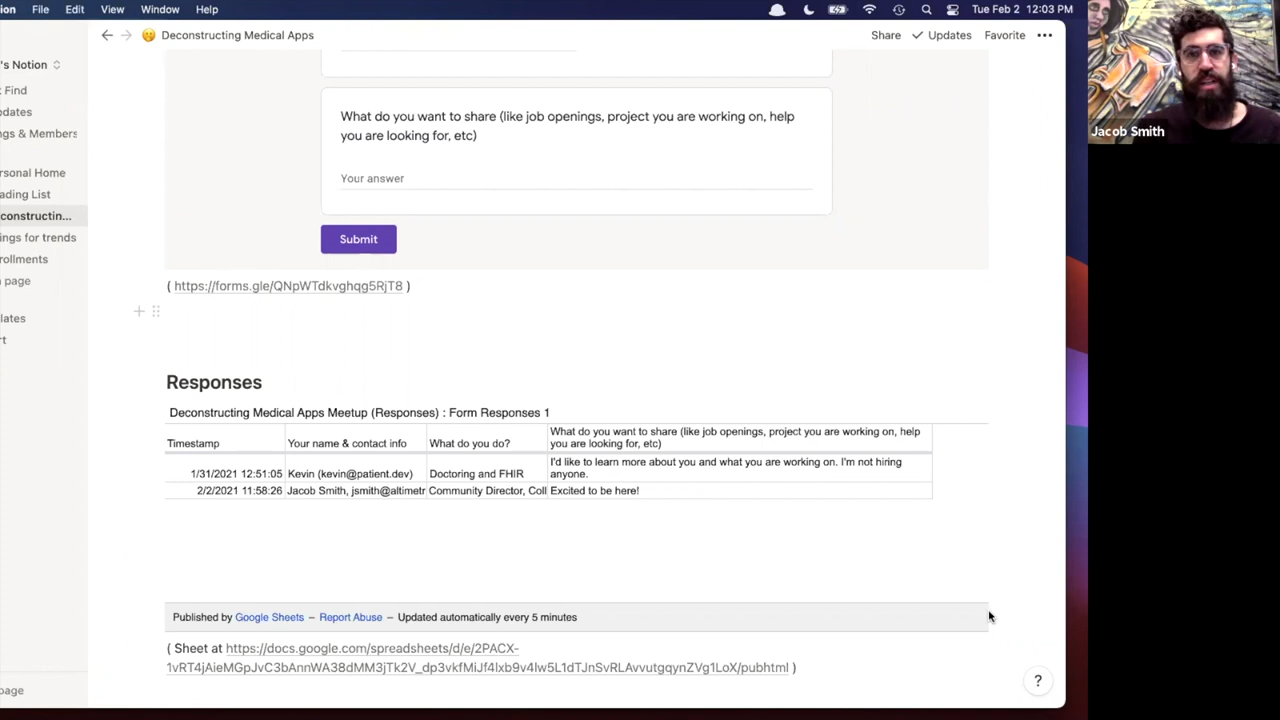 ion File Edit View Window Help Tue Feb 2 12:03 PM
Deconstructing Medical Apps Share Updates Favorite
's Notion
t Find
pdates
ngs & Members
rsonal Home
ading List
constructin...
ings for trends
rollments
n page
lates
rt
page
What do you want to share (like job openings, project you are working on, help
you are looking for, etc)
Your answer
Submit
( https://forms.gle/QNpWTdkvghqg5RjT8 )
Responses
Deconstructing Medical Apps Meetup (Responses) : Form Responses 1
What do you want to share (like job openings, project you are working on, help
Timestamp Your name & contact info What do you do? you are looking for, etc)
I'd like to learn more about you and what you are working on. I'm not hiring
1/31/2021 12:51:05 Kevin (kevin@patient.dev) Doctoring and FHIR anyone.
2/2/2021 11:58:26 Jacob Smith, jsmith@altimetr Community Director, Coll Excited to be here!
Published by Google Sheets – Report Abuse – Updated automatically every 5 minutes
( Sheet at https://docs.google.com/spreadsheets/d/e/2PACX-
1vRT4jAieMGpJvC3bAnnWA38dMM3jTk2V_dp3vkfMiJf4lxb9v4Iw5L1dTJnSvRLAvvutgqynZVg1LoX/pubhtml )
?
Jacob Smith